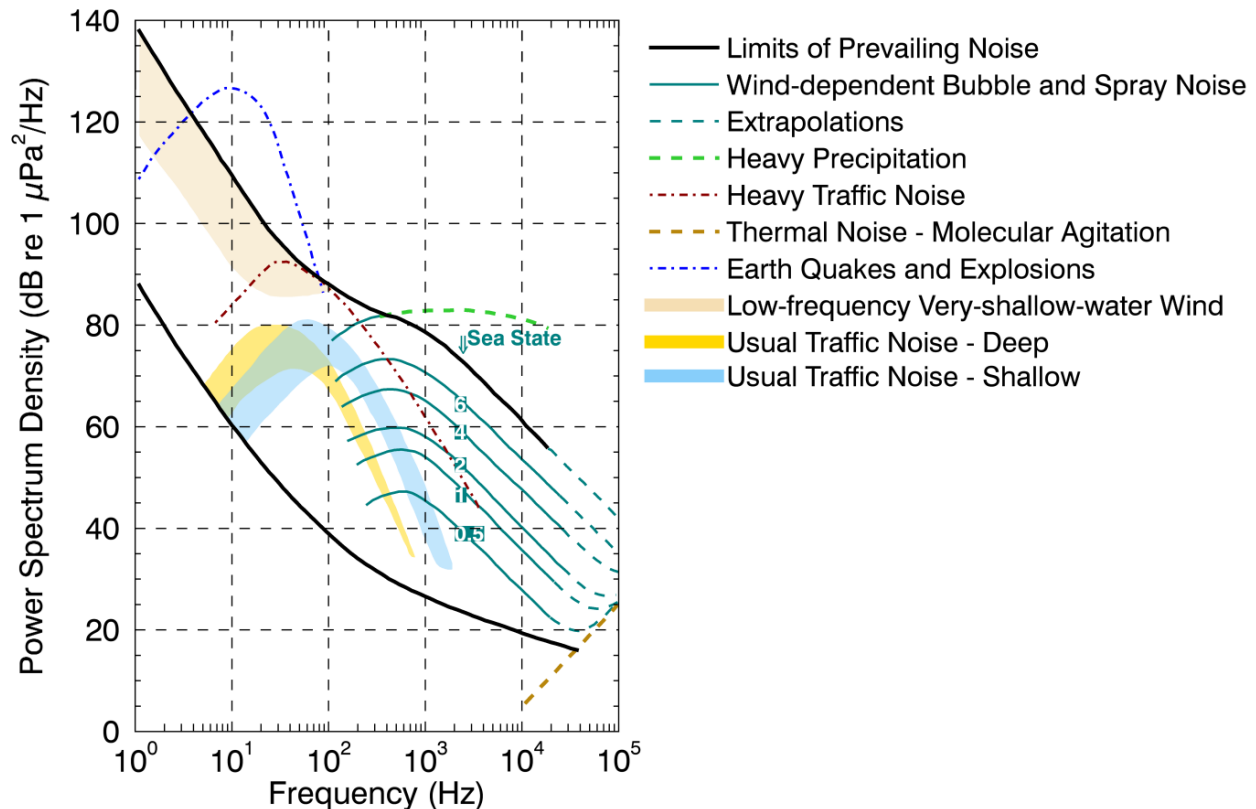 140
120
100
80
60
40
20
0
Power Spectrum Density (dB re 1 µPa²/Hz)
10⁰ 10¹ 10² 10³ 10⁴ 10⁵
Frequency (Hz)
⇓Sea State
6
4
2
1
0.5
Limits of Prevailing Noise
Wind-dependent Bubble and Spray Noise
Extrapolations
Heavy Precipitation
Heavy Traffic Noise
Thermal Noise - Molecular Agitation
Earth Quakes and Explosions
Low-frequency Very-shallow-water Wind
Usual Traffic Noise - Deep
Usual Traffic Noise - Shallow